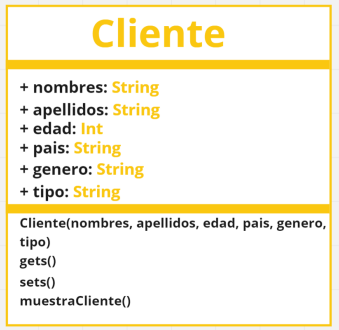 Cliente
+ nombres: String
+ apellidos: String
+ edad: Int
+ pais: String
+ genero: String
+ tipo: String
Cliente(nombres, apellidos, edad, pais, genero,
tipo)
gets()
sets()
muestraCliente()